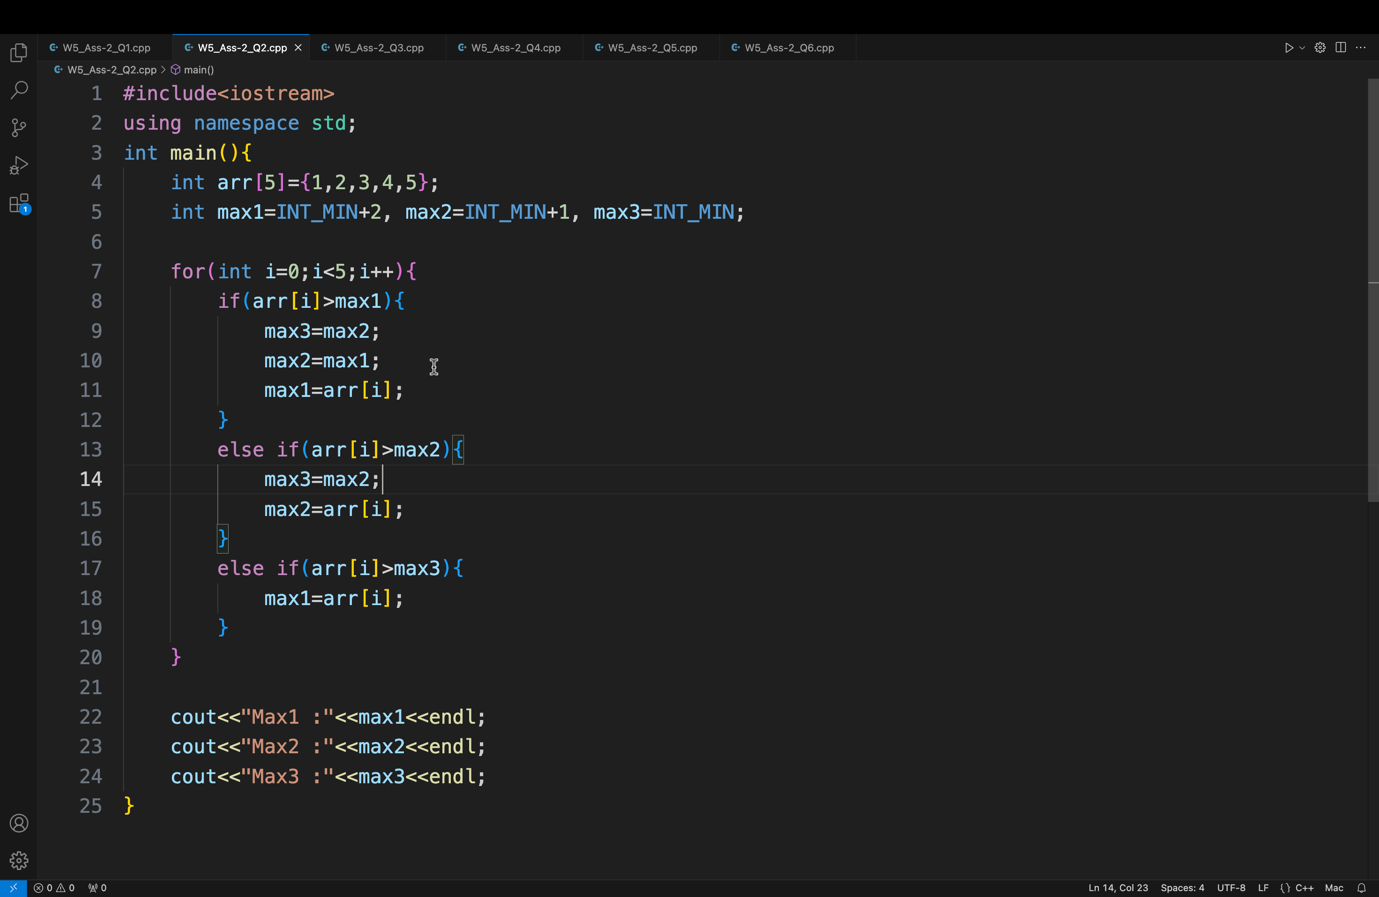 W5_Ass-2_Q1.cpp W5_Ass-2_Q2.cpp W5_Ass-2_Q3.cpp W5_Ass-2_Q4.cpp W5_Ass-2_Q5.cpp W5_Ass-2_Q6.cpp
W5_Ass-2_Q2.cpp > main()
1 #include<iostream>
2 using namespace std;
3 int main(){
4     int arr[5]={1,2,3,4,5};
5     int max1=INT_MIN+2, max2=INT_MIN+1, max3=INT_MIN;
6
7     for(int i=0;i<5;i++){
8         if(arr[i]>max1){
9             max3=max2;
10             max2=max1;
11             max1=arr[i];
12         }
13         else if(arr[i]>max2){
14             max3=max2;
15             max2=arr[i];
16         }
17         else if(arr[i]>max3){
18             max1=arr[i];
19         }
20     }
21
22     cout<<"Max1 :"<<max1<<endl;
23     cout<<"Max2 :"<<max2<<endl;
24     cout<<"Max3 :"<<max3<<endl;
25 }
1
0 0 0 Ln 14, Col 23 Spaces: 4 UTF-8 LF {} C++ Mac